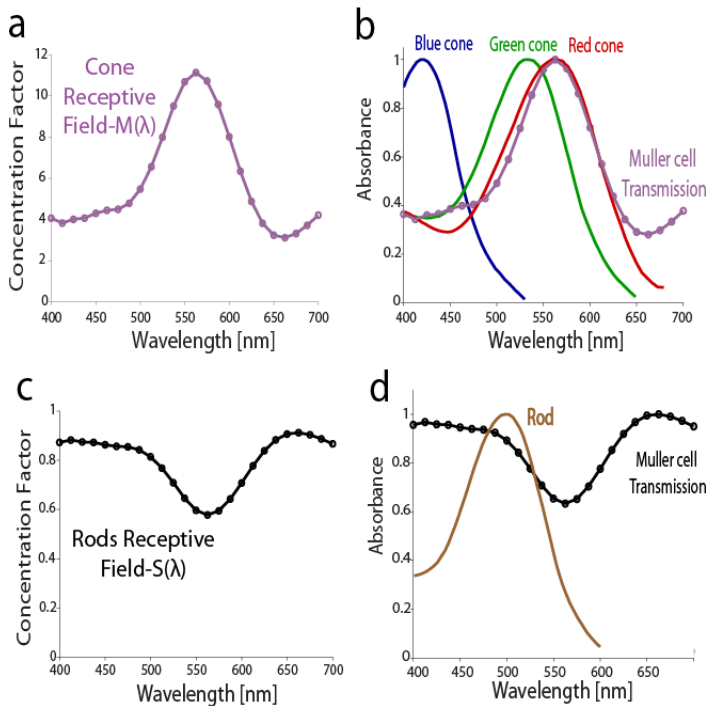 a
Concentration Factor
12
10
8
6
4
2
0
Cone
Receptive
Field-M(λ)
400 450 500 550 600 650 700
Wavelength [nm]
b
Blue cone Green cone Red cone
Absorbance
1
0.8
0.6
0.4
0.2
0
Muller cell
Transmission
400 450 500 550 600 650 700
Wavelength [nm]
c
Concentration Factor
1
0.8
0.6
0.4
0.2
0
Rods Receptive
Field-S(λ)
400 450 500 550 600 650 700
Wavelength [nm]
d
Rod
Absorbance
1
0.8
0.6
0.4
0.2
0
Muller cell
Transmission
400 450 500 550 600 650
Wavelength [nm]